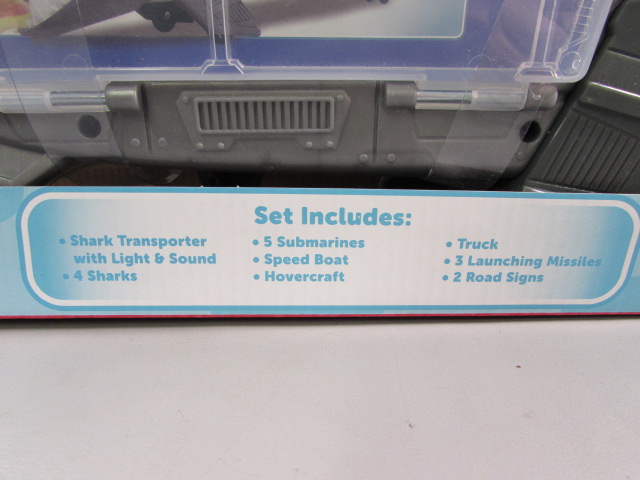 Set Includes:
• Shark Transporter
with Light & Sound
• 4 Sharks
• 5 Submarines
• Speed Boat
• Hovercraft
• Truck
• 3 Launching Missiles
• 2 Road Signs